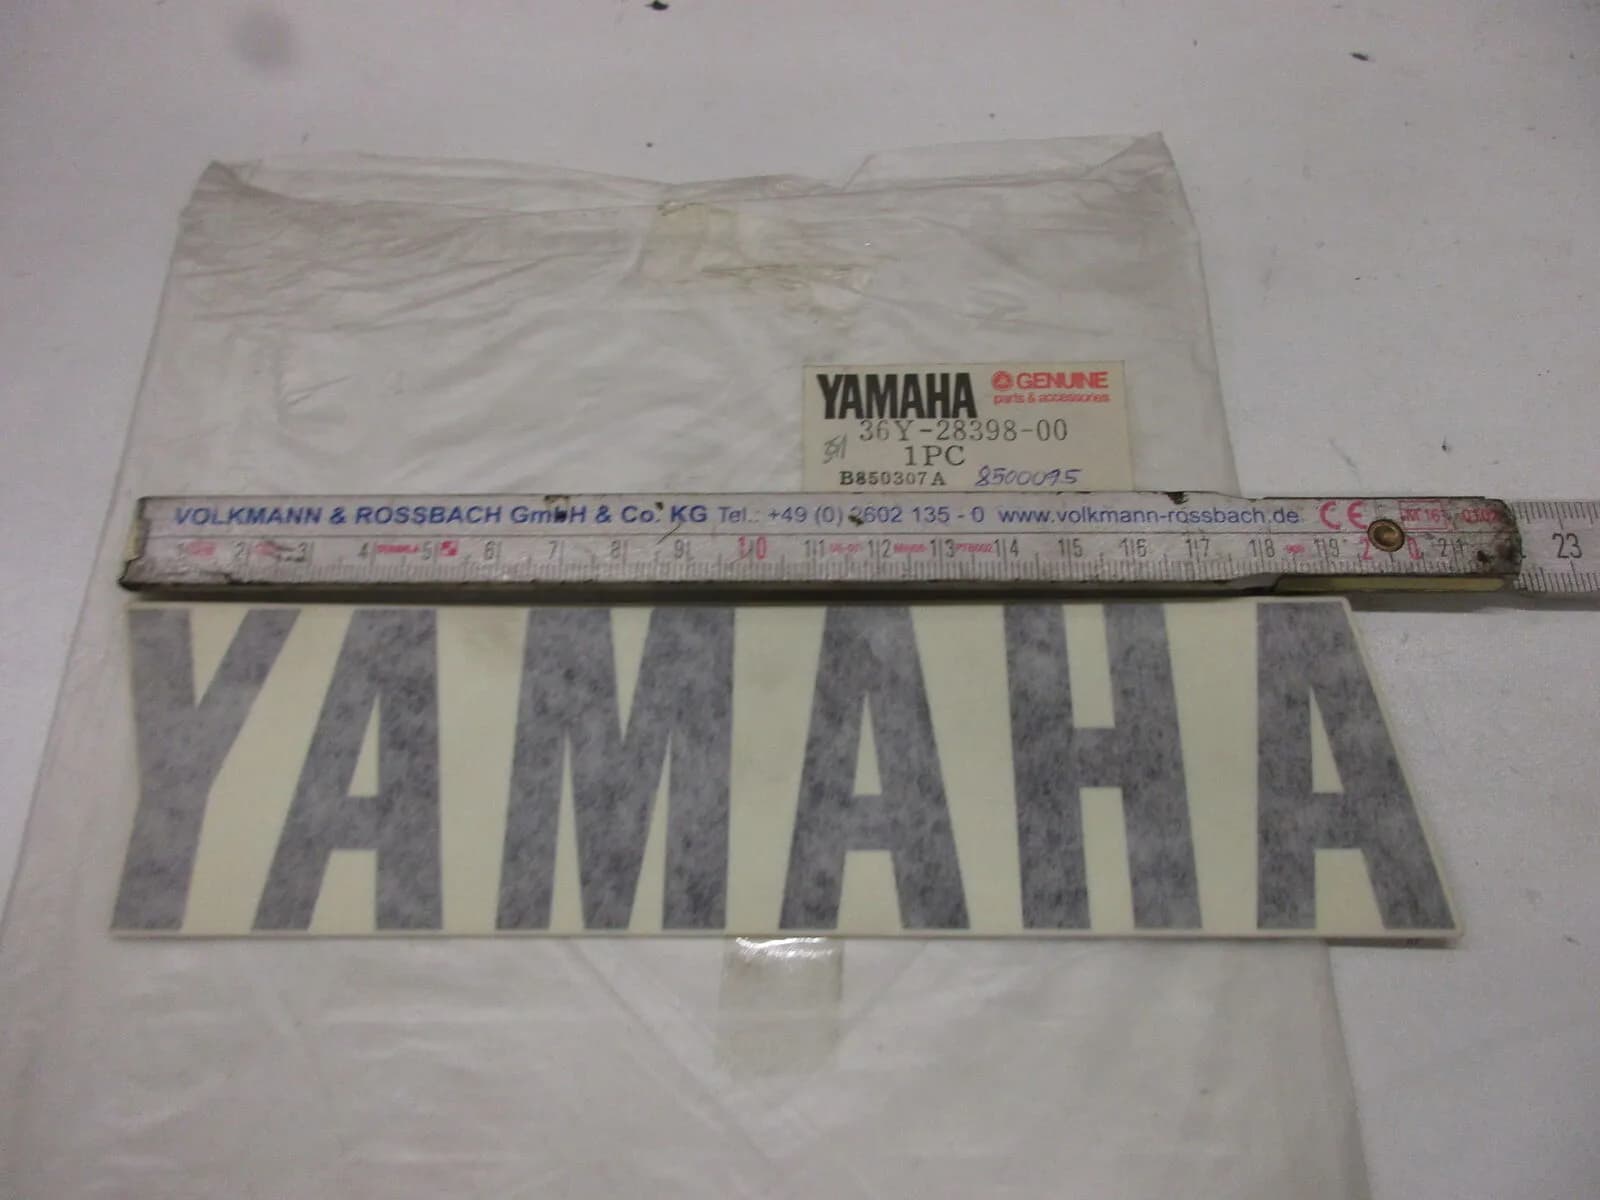 YAMAHA GENUINE
parts & accessories
36Y-28398-00
1PC
B850307A 8500095
VOLKMANN & ROSSBACH GmbH & Co. KG Tel.: +49 (0) 2602 135 - 0 www.volkmann-rossbach.de CE
1 2 3 4 5 6 7 8 9 10 11 12 13 14 15 16 17 18 19 20 21 23
YAMAHA